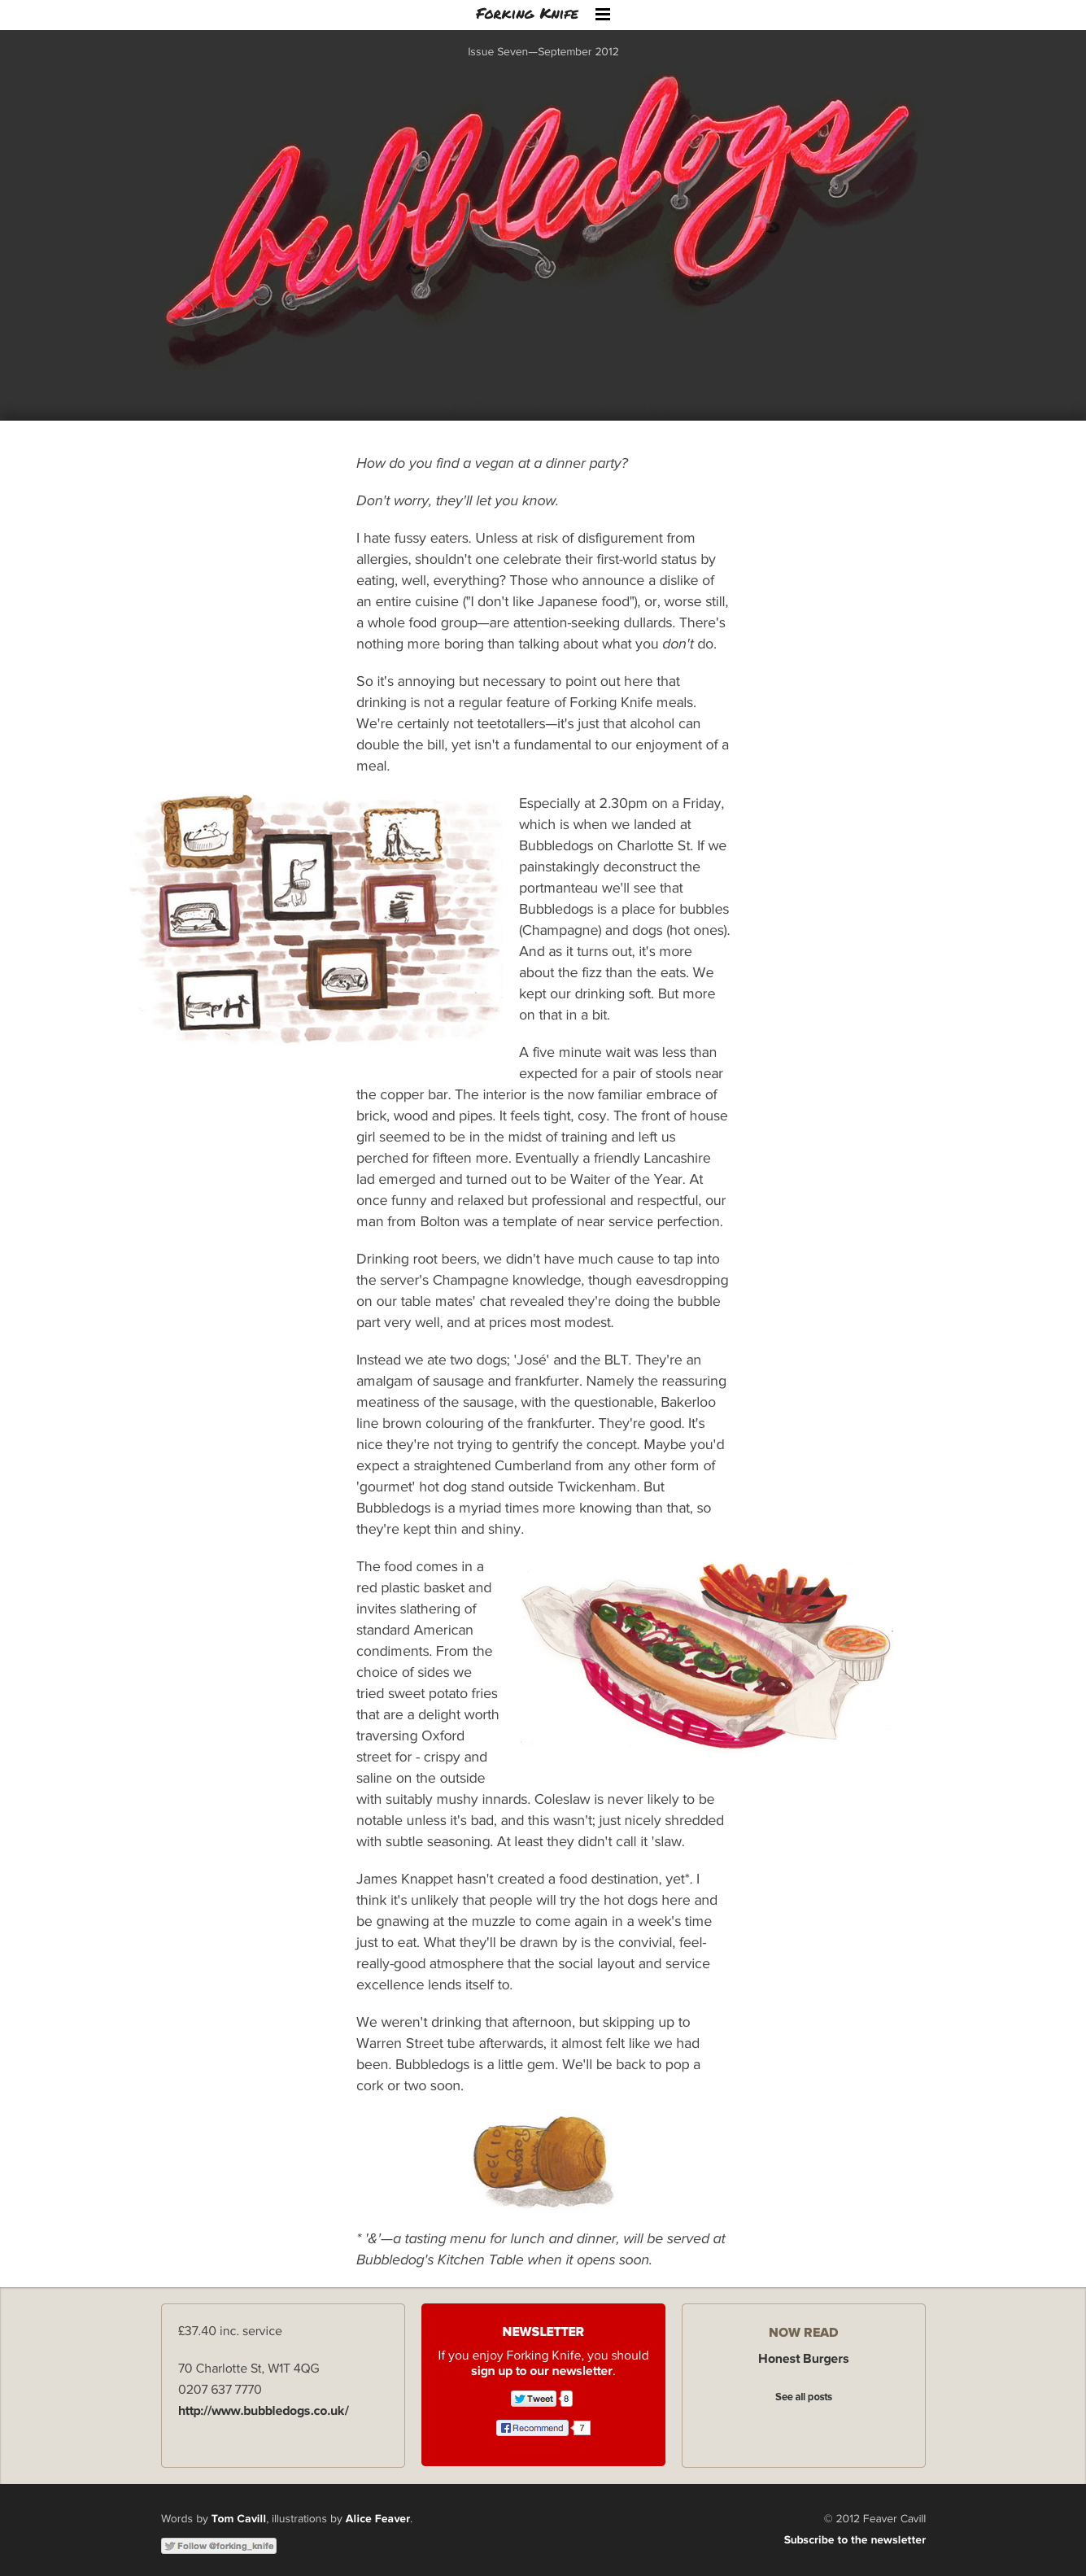 Forking Knife
Issue Seven—September 2012
bubbledogs
How do you find a vegan at a dinner party?
Don't worry, they'll let you know.
I hate fussy eaters. Unless at risk of disfigurement from
allergies, shouldn't one celebrate their first-world status by
eating, well, everything? Those who announce a dislike of
an entire cuisine ("I don't like Japanese food"), or, worse still,
a whole food group—are attention-seeking dullards. There's
nothing more boring than talking about what you don't do.
So it's annoying but necessary to point out here that
drinking is not a regular feature of Forking Knife meals.
We're certainly not teetotallers—it's just that alcohol can
double the bill, yet isn't a fundamental to our enjoyment of a
meal.
Especially at 2.30pm on a Friday,
which is when we landed at
Bubbledogs on Charlotte St. If we
painstakingly deconstruct the
portmanteau we'll see that
Bubbledogs is a place for bubbles
(Champagne) and dogs (hot ones).
And as it turns out, it's more
about the fizz than the eats. We
kept our drinking soft. But more
on that in a bit.
A five minute wait was less than
expected for a pair of stools near
the copper bar. The interior is the now familiar embrace of
brick, wood and pipes. It feels tight, cosy. The front of house
girl seemed to be in the midst of training and left us
perched for fifteen more. Eventually a friendly Lancashire
lad emerged and turned out to be Waiter of the Year. At
once funny and relaxed but professional and respectful, our
man from Bolton was a template of near service perfection.
Drinking root beers, we didn't have much cause to tap into
the server's Champagne knowledge, though eavesdropping
on our table mates' chat revealed they're doing the bubble
part very well, and at prices most modest.
Instead we ate two dogs; 'José' and the BLT. They're an
amalgam of sausage and frankfurter. Namely the reassuring
meatiness of the sausage, with the questionable, Bakerloo
line brown colouring of the frankfurter. They're good. It's
nice they're not trying to gentrify the concept. Maybe you'd
expect a straightened Cumberland from any other form of
'gourmet' hot dog stand outside Twickenham. But
Bubbledogs is a myriad times more knowing than that, so
they're kept thin and shiny.
The food comes in a
red plastic basket and
invites slathering of
standard American
condiments. From the
choice of sides we
tried sweet potato fries
that are a delight worth
traversing Oxford
street for - crispy and
saline on the outside
with suitably mushy innards. Coleslaw is never likely to be
notable unless it's bad, and this wasn't; just nicely shredded
with subtle seasoning. At least they didn't call it 'slaw.
James Knappet hasn't created a food destination, yet*. I
think it's unlikely that people will try the hot dogs here and
be gnawing at the muzzle to come again in a week's time
just to eat. What they'll be drawn by is the convivial, feel-
really-good atmosphere that the social layout and service
excellence lends itself to.
We weren't drinking that afternoon, but skipping up to
Warren Street tube afterwards, it almost felt like we had
been. Bubbledogs is a little gem. We'll be back to pop a
cork or two soon.
* '&'—a tasting menu for lunch and dinner, will be served at
Bubbledog's Kitchen Table when it opens soon.
£37.40 inc. service
70 Charlotte St, W1T 4QG
0207 637 7770
http://www.bubbledogs.co.uk/
NEWSLETTER
If you enjoy Forking Knife, you should
sign up to our newsletter.
Tweet 8
Recommend 7
NOW READ
Honest Burgers
See all posts
Words by Tom Cavill, illustrations by Alice Feaver.
Follow @forking_knife
© 2012 Feaver Cavill
Subscribe to the newsletter